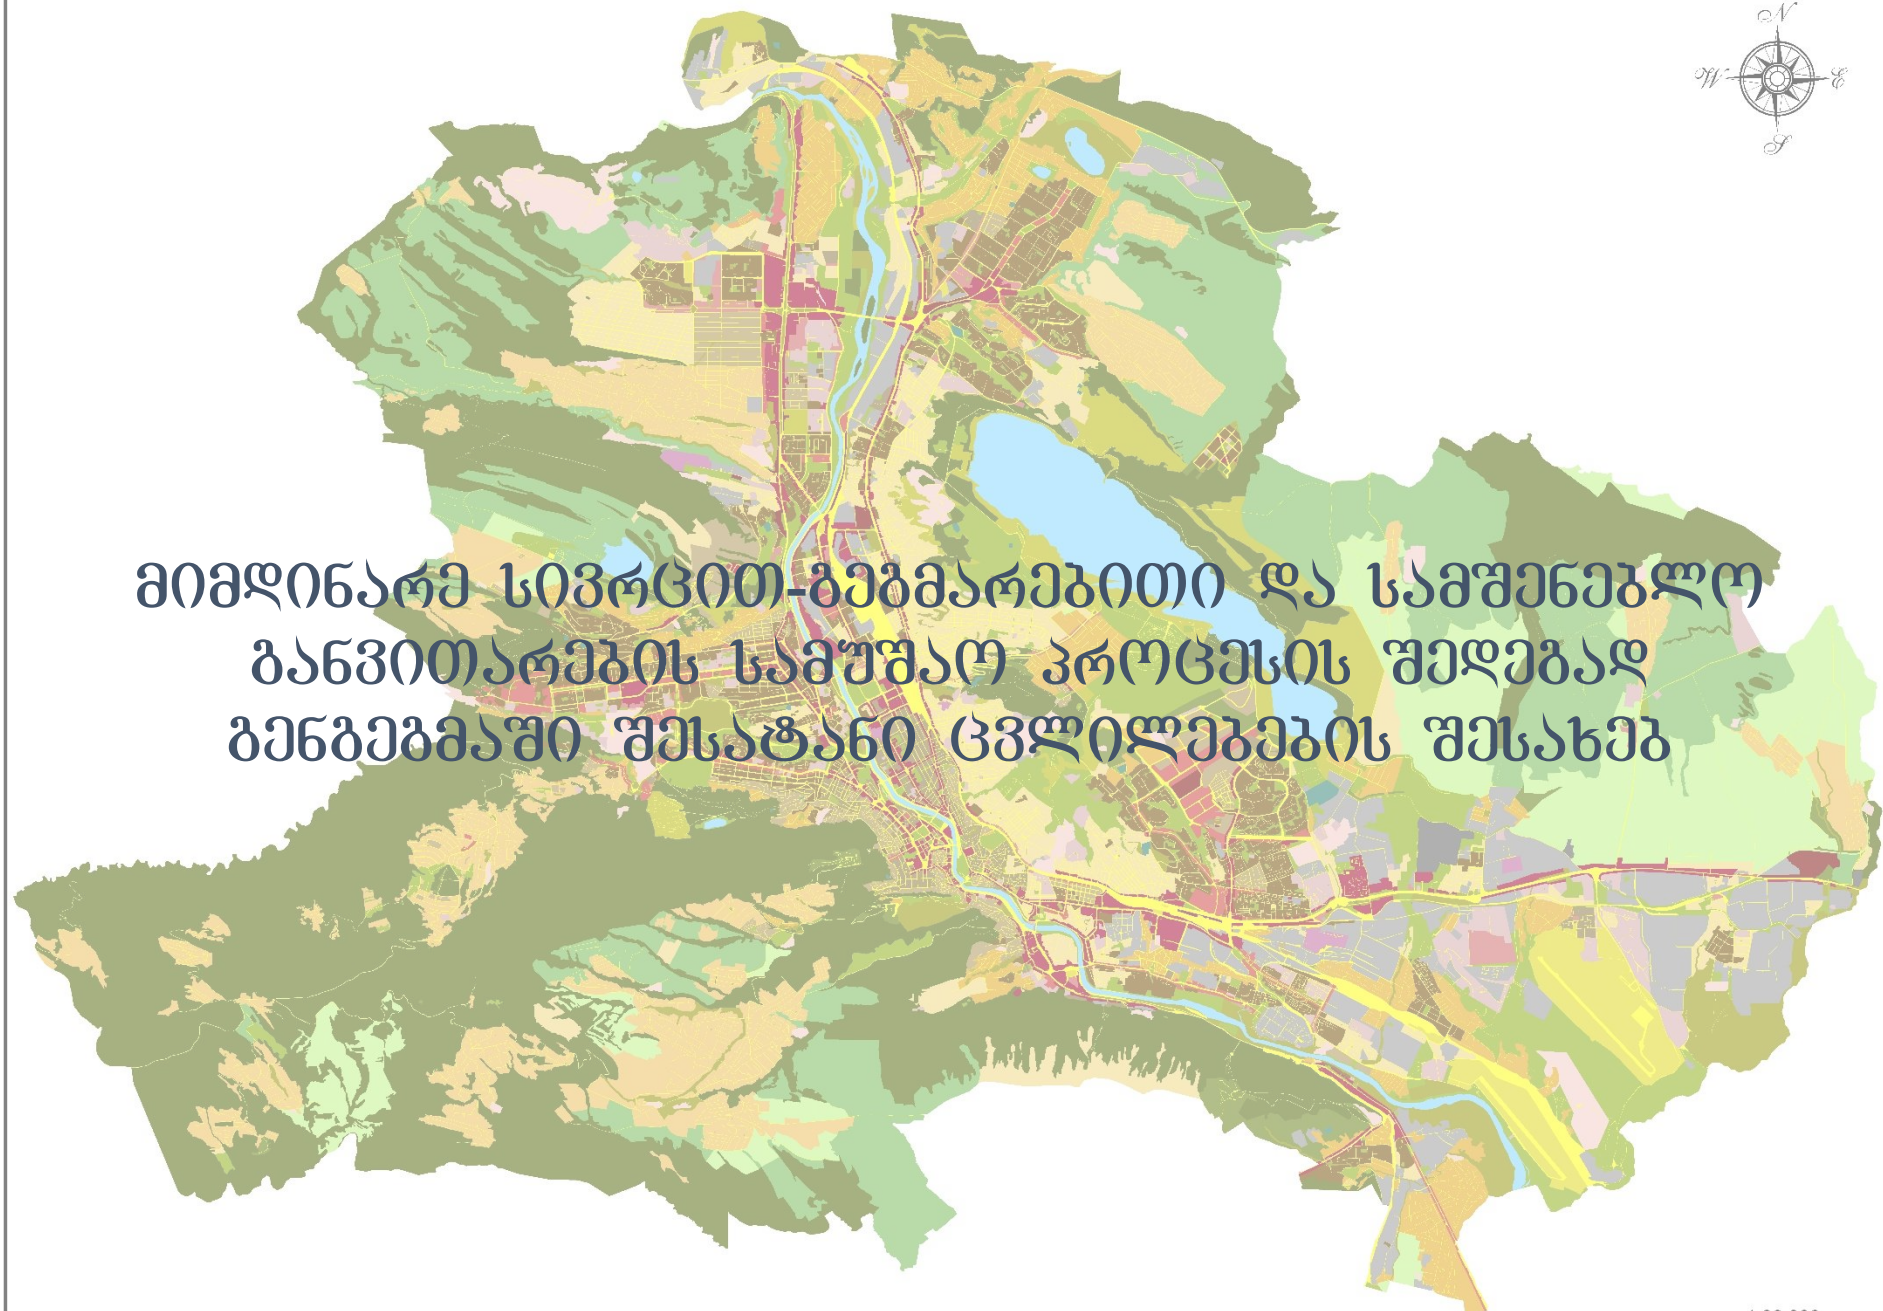 N
W E
S
მიმდინარე სივრცით-გეგმარებითი და სამშენებლო
განვითარების სამუშაო პროცესის შედეგად
გენგეგმაში შესატანი ცვლილებების შესახებ